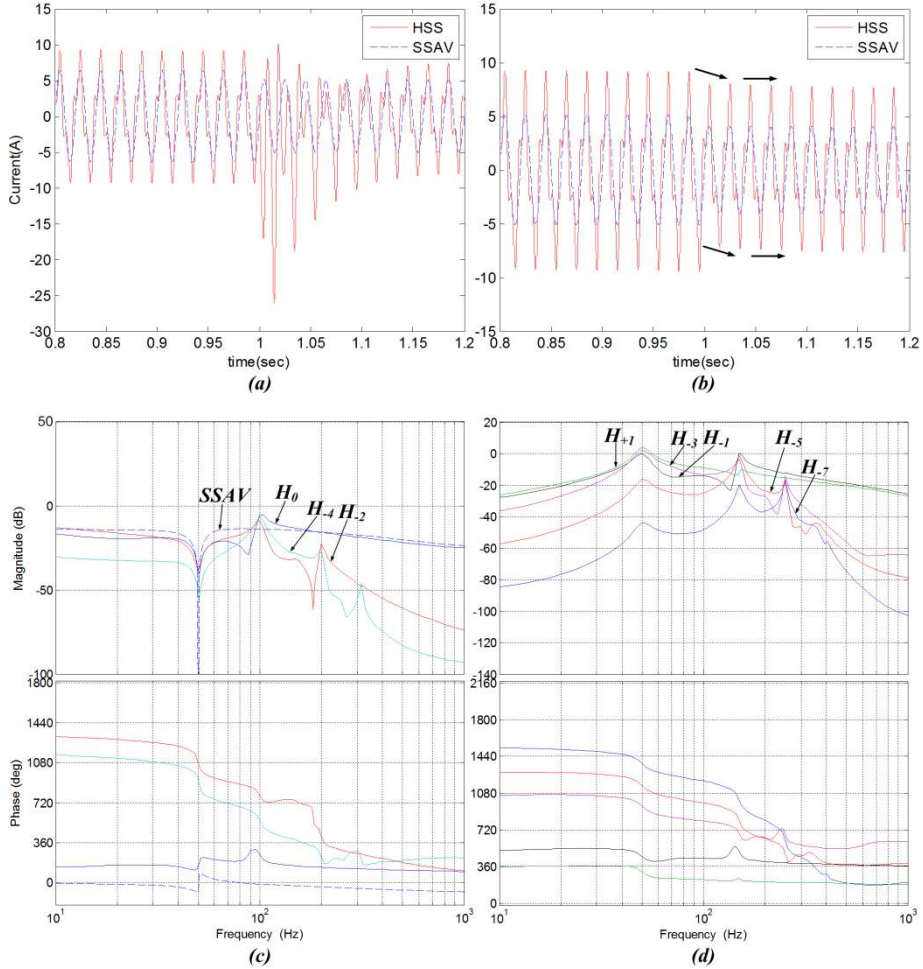 HSS
SSAV
15
10
5
0
-5
-10
-15
-20
-25
-30
Current(A)
0.8 0.85 0.9 0.95 1 1.05 1.1 1.15 1.2
time(sec)
(a)
HSS
SSAV
15
10
5
0
-5
-10
-15
0.8 0.85 0.9 0.95 1 1.05 1.1 1.15 1.2
time(sec)
(b)
50
0
-50
-100
Magnitude (dB)
SSAV
H0
H-4
H-2
1800
1440
1080
720
360
0
Phase (deg)
10^1 10^2 10^3
Frequency (Hz)
(c)
20
0
-20
-40
-60
-80
-100
-120
-140
H+1
H-3
H-1
H-5
H-7
2160
1800
1440
1080
720
360
0
10^1 10^2 10^3
Frequency (Hz)
(d)